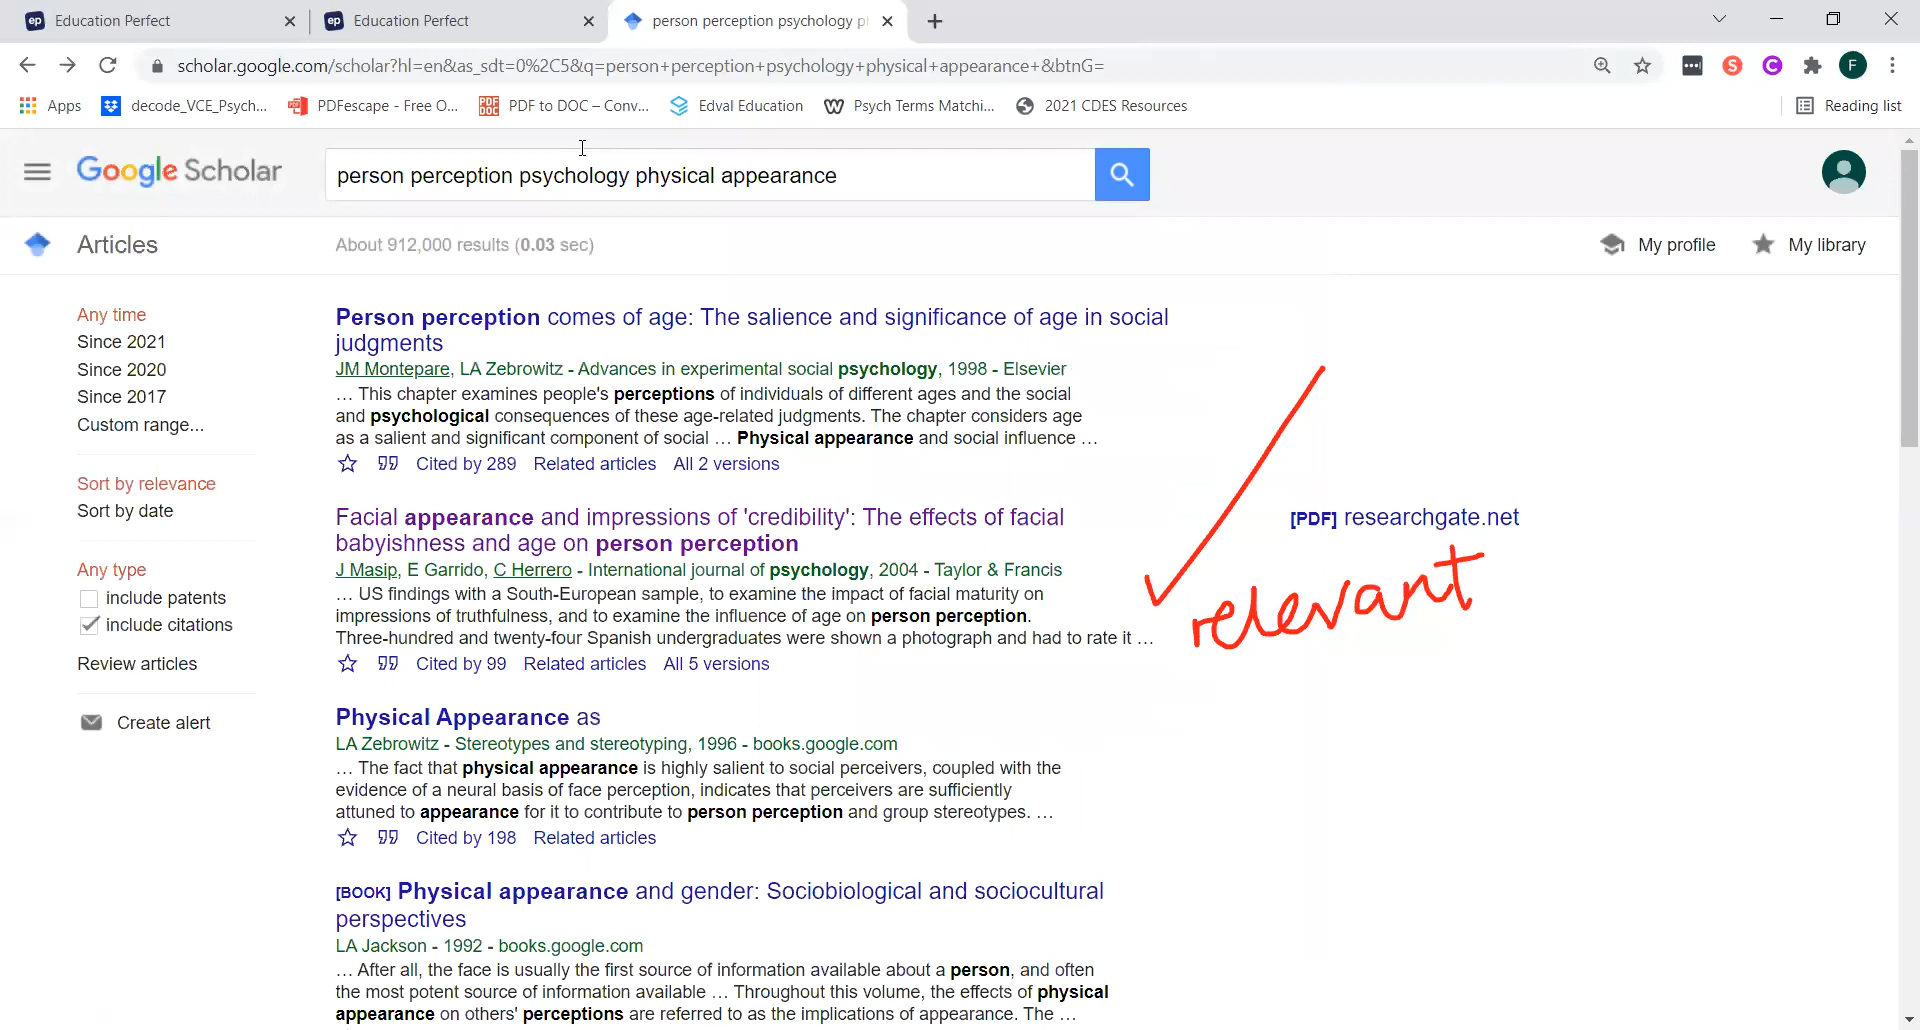 Education Perfect
Education Perfect
person perception psychology p
scholar.google.com/scholar?hl=en&as_sdt=0%2C5&q=person+perception+psychology+physical+appearance+&btnG=
F
Apps
decode_VCE_Psych...
PDFescape - Free O...
PDF to DOC – Conv...
Edval Education
Psych Terms Matchi...
2021 CDES Resources
Reading list
Google Scholar
person perception psychology physical appearance
Articles
About 912,000 results (0.03 sec)
My profile
My library
Any time
Since 2021
Since 2020
Since 2017
Custom range...
Sort by relevance
Sort by date
Any type
include patents
include citations
Review articles
Create alert
Person perception comes of age: The salience and significance of age in social
judgments
JM Montepare, LA Zebrowitz - Advances in experimental social psychology, 1998 - Elsevier
... This chapter examines people's perceptions of individuals of different ages and the social
and psychological consequences of these age-related judgments. The chapter considers age
as a salient and significant component of social ... Physical appearance and social influence ...
Cited by 289 Related articles All 2 versions
Facial appearance and impressions of 'credibility': The effects of facial
babyishness and age on person perception
J Masip, E Garrido, C Herrero - International journal of psychology, 2004 - Taylor & Francis
... US findings with a South-European sample, to examine the impact of facial maturity on
impressions of truthfulness, and to examine the influence of age on person perception.
Three-hundred and twenty-four Spanish undergraduates were shown a photograph and had to rate it ...
Cited by 99 Related articles All 5 versions
[PDF] researchgate.net
relevant
Physical Appearance as
LA Zebrowitz - Stereotypes and stereotyping, 1996 - books.google.com
... The fact that physical appearance is highly salient to social perceivers, coupled with the
evidence of a neural basis of face perception, indicates that perceivers are sufficiently
attuned to appearance for it to contribute to person perception and group stereotypes. ...
Cited by 198 Related articles
[BOOK] Physical appearance and gender: Sociobiological and sociocultural
perspectives
LA Jackson - 1992 - books.google.com
... After all, the face is usually the first source of information available about a person, and often
the most potent source of information available ... Throughout this volume, the effects of physical
appearance on others' perceptions are referred to as the implications of appearance. The ...